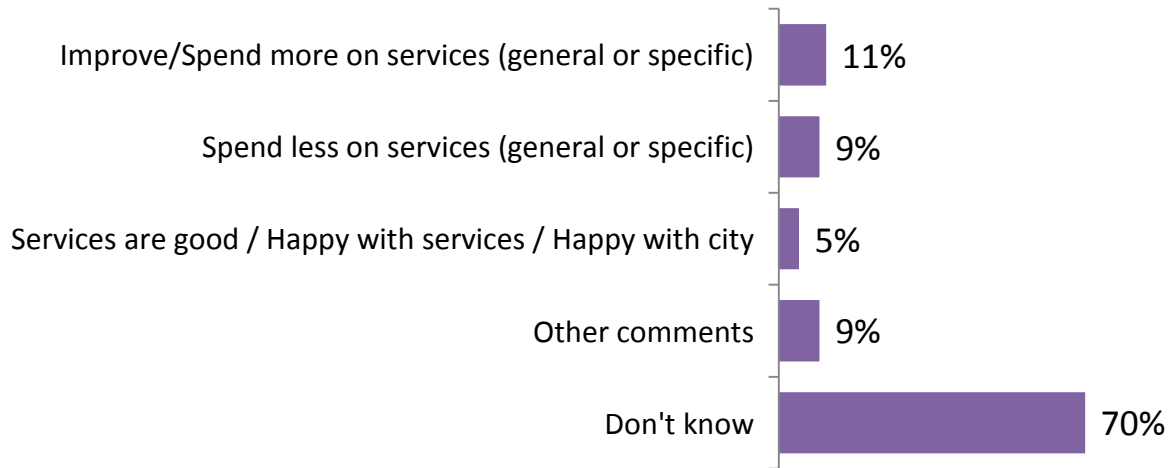 Improve/Spend more on services (general or specific) 11%
Spend less on services (general or specific) 9%
Services are good / Happy with services / Happy with city 5%
Other comments 9%
Don't know 70%